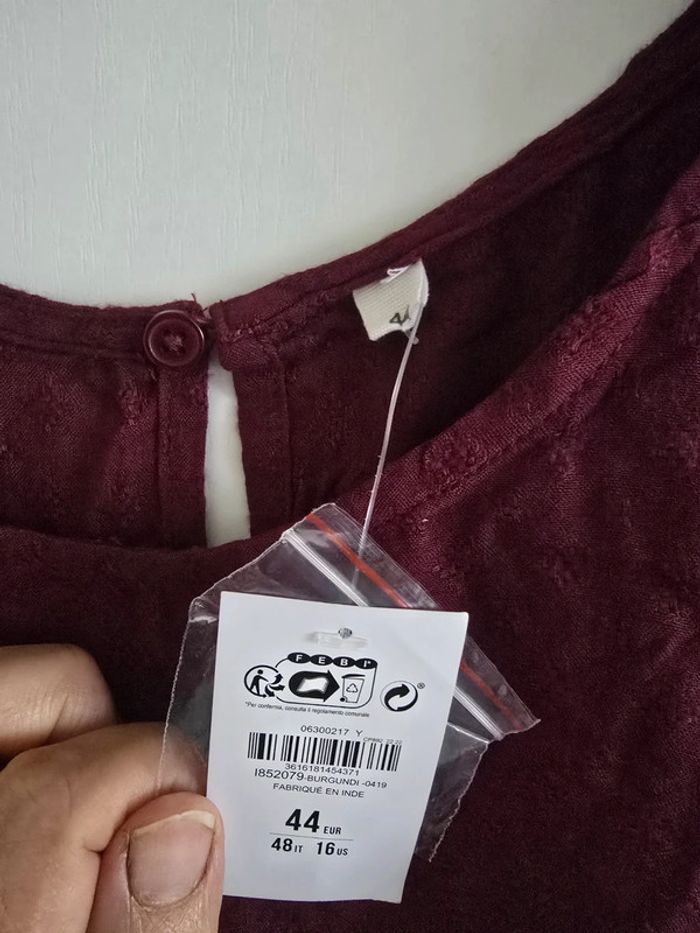 FEBI
*Per conferma, consulta il regolamento comunale
06300217 Y
3616181454371
I852079-BURGUNDI -0419
FABRIQUÉ EN INDE
44 EUR
48 IT 16 US